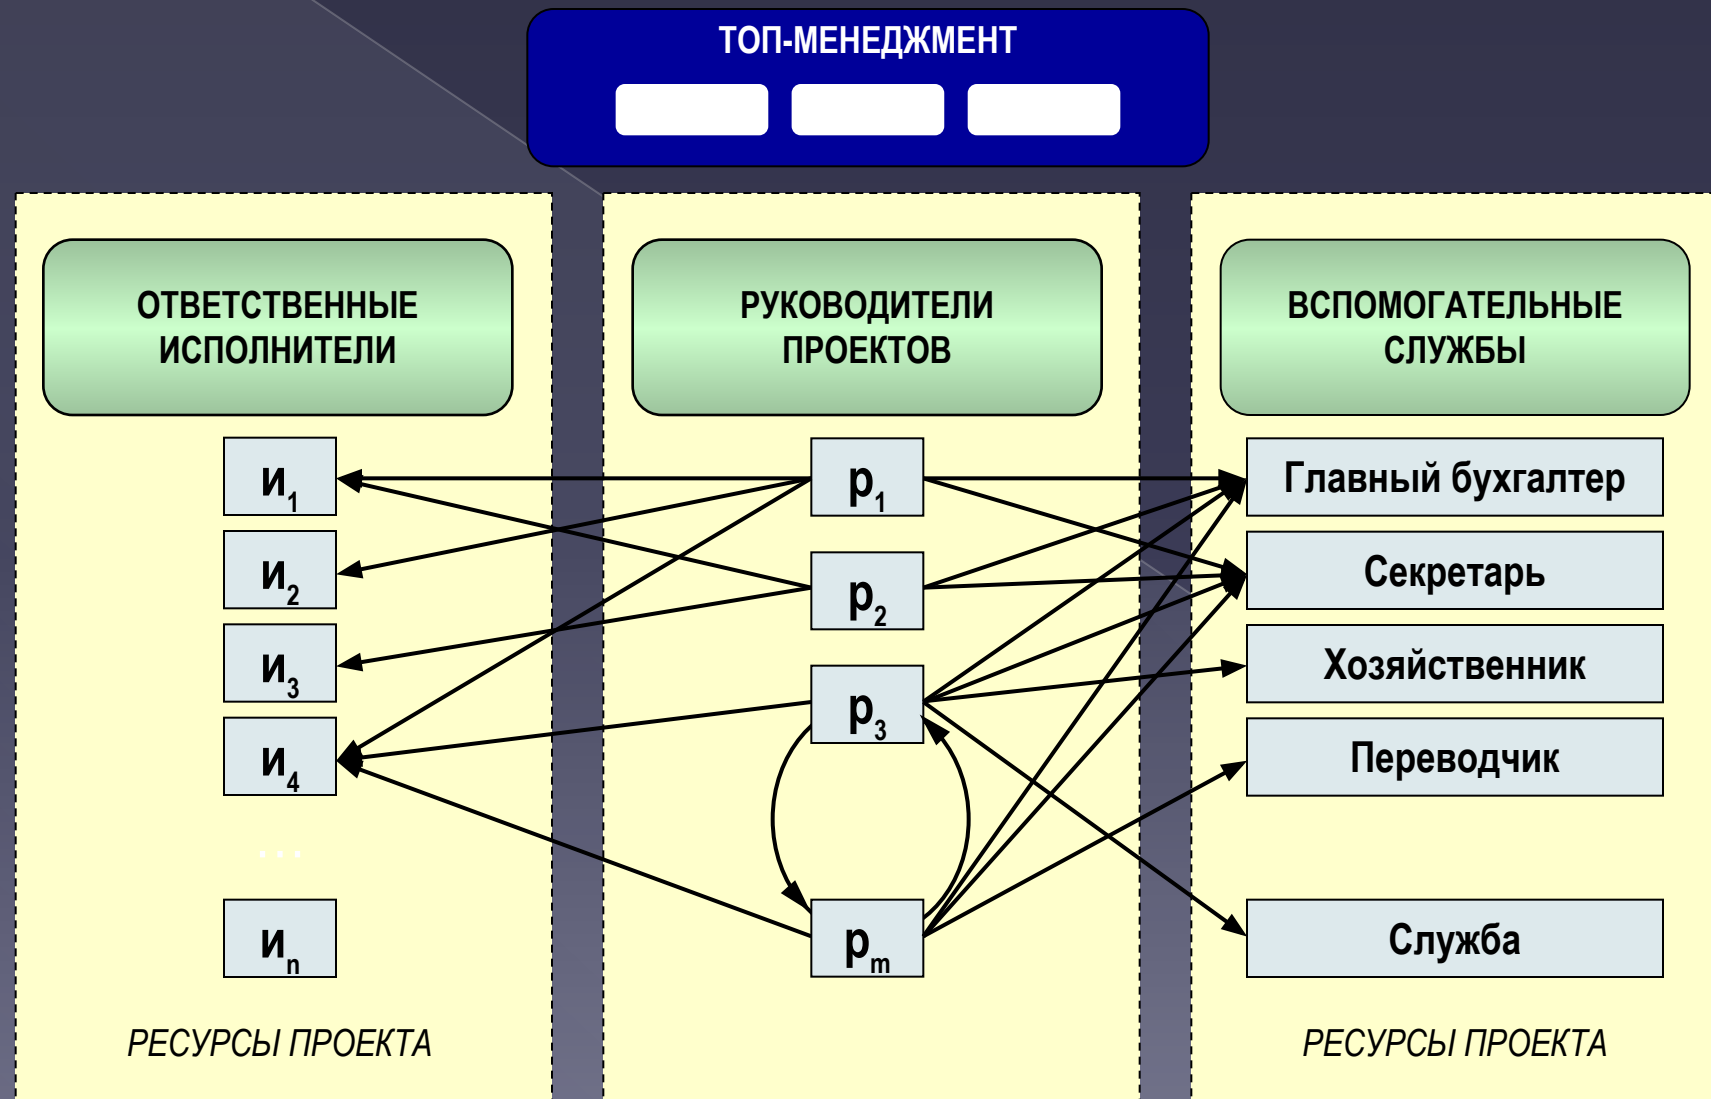 ТОП-МЕНЕДЖМЕНТ
ОТВЕТСТВЕННЫЕ
ИСПОЛНИТЕЛИ
и1
и2
и3
и4
...
иn
РЕСУРСЫ ПРОЕКТА
РУКОВОДИТЕЛИ
ПРОЕКТОВ
р1
р2
р3
рm
ВСПОМОГАТЕЛЬНЫЕ
СЛУЖБЫ
Главный бухгалтер
Секретарь
Хозяйственник
Переводчик
Служба
РЕСУРСЫ ПРОЕКТА